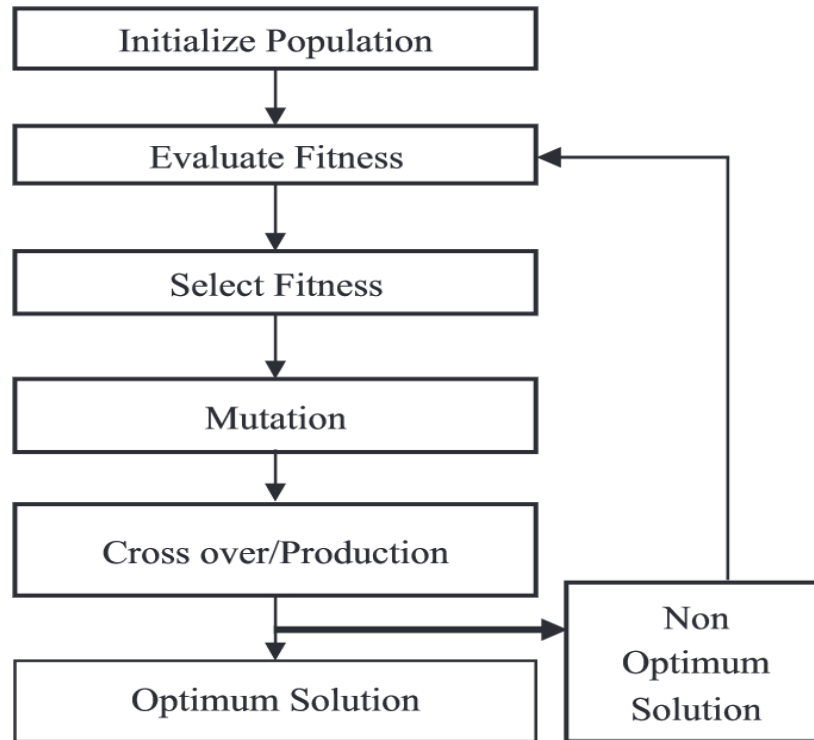 Initialize Population
Evaluate Fitness
Select Fitness
Mutation
Cross over/Production
Optimum Solution
Non
Optimum
Solution